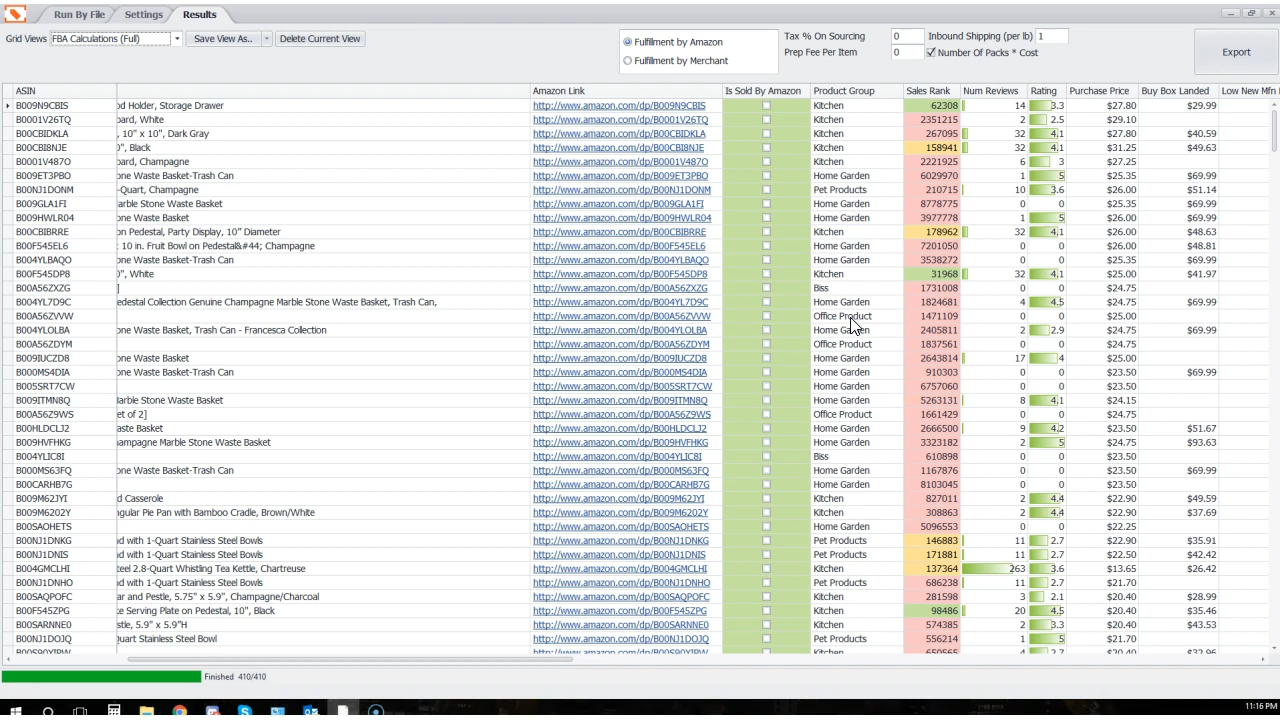 Run By File Settings Results
Grid Views FBA Calculations (Full) Save View As.. Delete Current View Fulfillment by Amazon Tax % On Sourcing 0 Inbound Shipping (per lb) 1 Export
Fulfillment by Merchant Prep Fee Per Item 0 Number Of Packs * Cost
ASIN Amazon Link Is Sold By Amazon Product Group Sales Rank Num Reviews Rating Purchase Price Buy Box Landed Low New Mfn
B009N9CBIS d Holder, Storage Drawer http://www.amazon.com/dp/B009N9CBIS Kitchen 62308 14 3.3 $27.80 $29.99
B0001V26TQ ard, White http://www.amazon.com/dp/B0001V26TQ Kitchen 2351215 2 2.5 $29.10
B00CBIDKLA , 10" x 10", Dark Gray http://www.amazon.com/dp/B00CBIDKLA Kitchen 267095 32 4.1 $27.80 $40.59
B00CBI8NJE ", Black http://www.amazon.com/dp/B00CBI8NJE Kitchen 158941 32 4.1 $31.25 $49.63
B0001V487O ard, Champagne http://www.amazon.com/dp/B0001V487O Kitchen 2221925 6 3 $27.25
B009ET3PBO ne Waste Basket-Trash Can http://www.amazon.com/dp/B009ET3PBO Home Garden 6029970 1 5 $25.35 $69.99
B00NJ1DONM -Quart, Champagne http://www.amazon.com/dp/B00NJ1DONM Pet Products 210715 10 3.6 $26.00 $51.14
B009GLA1FI arble Stone Waste Basket http://www.amazon.com/dp/B009GLA1FI Home Garden 8778775 0 0 $25.35 $69.99
B009HWLR04 one Waste Basket http://www.amazon.com/dp/B009HWLR04 Home Garden 3977778 1 5 $26.00 $69.99
B00CBIBRRE on Pedestal, Party Display, 10" Diameter http://www.amazon.com/dp/B00CBIBRRE Kitchen 178962 32 4.1 $26.00 $48.63
B00F545EL6 10 in. Fruit Bowl on Pedestal&#44; Champagne http://www.amazon.com/dp/B00F545EL6 Home Garden 7201050 0 0 $26.00 $48.81
B004YLBAQO ne Waste Basket-Trash Can http://www.amazon.com/dp/B004YLBAQO Home Garden 3538272 0 0 $25.35 $69.99
B00F545DP8 0", White http://www.amazon.com/dp/B00F545DP8 Kitchen 31968 32 4.1 $25.00 $41.97
B00A56ZXZG ] http://www.amazon.com/dp/B00A56ZXZG Biss 1731008 0 0 $24.75
B004YL7D9C edestal Collection Genuine Champagne Marble Stone Waste Basket, Trash Can, http://www.amazon.com/dp/B004YL7D9C Home Garden 1824681 4 4.5 $24.75 $69.99
B00A56ZVVW http://www.amazon.com/dp/B00A56ZVVW Office Product 1471109 0 0 $25.00
B004YLOLBA one Waste Basket, Trash Can - Francesca Collection http://www.amazon.com/dp/B004YLOLBA Home Garden 2405811 2 2.9 $24.75 $69.99
B00A56ZDYM http://www.amazon.com/dp/B00A56ZDYM Office Product 1837561 0 0 $24.75
B009IUCZD8 one Waste Basket http://www.amazon.com/dp/B009IUCZD8 Home Garden 2643814 17 4 $25.00
B000MS4DIA ne Waste Basket-Trash Can http://www.amazon.com/dp/B000MS4DIA Home Garden 910303 0 0 $23.50 $69.99
B005SRT7CW http://www.amazon.com/dp/B005SRT7CW Home Garden 6757060 0 0 $23.50
B009ITMN8Q arble Stone Waste Basket http://www.amazon.com/dp/B009ITMN8Q Home Garden 5263131 8 4.1 $24.15
B00A56Z9WS et of 2] http://www.amazon.com/dp/B00A56Z9WS Office Product 1661429 0 0 $24.75
B00HLDCLJ2 aste Basket http://www.amazon.com/dp/B00HLDCLJ2 Home Garden 2666500 9 4.2 $23.50 $51.67
B009HVFHKG ampagne Marble Stone Waste Basket http://www.amazon.com/dp/B009HVFHKG Home Garden 3323182 2 5 $24.75 $93.63
B004YLIC8I http://www.amazon.com/dp/B004YLIC8I Biss 610898 0 0 $23.50
B000MS63FQ ne Waste Basket-Trash Can http://www.amazon.com/dp/B000MS63FQ Home Garden 1167876 0 0 $23.50 $69.99
B00CARHB7G http://www.amazon.com/dp/B00CARHB7G Home Garden 8103045 0 0 $23.50
B009M62JYI d Casserole http://www.amazon.com/dp/B009M62JYI Kitchen 827011 2 4.4 $22.90 $49.59
B009M6202Y gular Pie Pan with Bamboo Cradle, Brown/White http://www.amazon.com/dp/B009M6202Y Kitchen 308863 2 4.4 $22.90 $37.69
B00SAOHETS http://www.amazon.com/dp/B00SAOHETS Home Garden 5096553 0 0 $22.25
B00NJ1DNKG d with 1-Quart Stainless Steel Bowls http://www.amazon.com/dp/B00NJ1DNKG Pet Products 146883 11 2.7 $22.90 $35.91
B00NJ1DNIS d with 1-Quart Stainless Steel Bowls http://www.amazon.com/dp/B00NJ1DNIS Pet Products 171881 11 2.7 $22.50 $42.42
B004GMCLHI eel 2.8-Quart Whistling Tea Kettle, Chartreuse http://www.amazon.com/dp/B004GMCLHI Kitchen 137364 263 3.6 $13.65 $26.42
B00NJ1DNHO d with 1-Quart Stainless Steel Bowls http://www.amazon.com/dp/B00NJ1DNHO Pet Products 686238 11 2.7 $21.70
B00SAQPOFC ar and Pestle, 5.75" x 5.9", Champagne/Charcoal http://www.amazon.com/dp/B00SAQPOFC Kitchen 281598 3 2.1 $20.40 $28.99
B00F545ZPG e Serving Plate on Pedestal, 10", Black http://www.amazon.com/dp/B00F545ZPG Kitchen 98486 20 4.5 $20.40 $35.46
B00SARNNE0 stle, 5.9" x 5.9"H http://www.amazon.com/dp/B00SARNNE0 Kitchen 574385 2 3.3 $20.40 $43.53
B00NJ1DOJQ Quart Stainless Steel Bowl http://www.amazon.com/dp/B00NJ1DOJQ Pet Products 556214 1 5 $21.70
B00S90YJPW http://www.amazon.com/dp/B00S90YJPW Kitchen 650565 4 2.7 $20.40 $32.96
Finished 410/410
11:16 PM